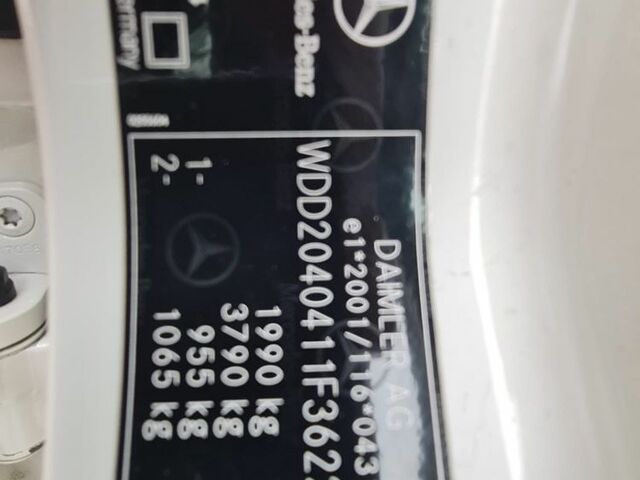 Mercedes-Benz
Germany
DAIMLER AG
e1*2001/116*043
WDD2040411F362
1990 kg
3790 kg
1- 955 kg
2- 1065 kg